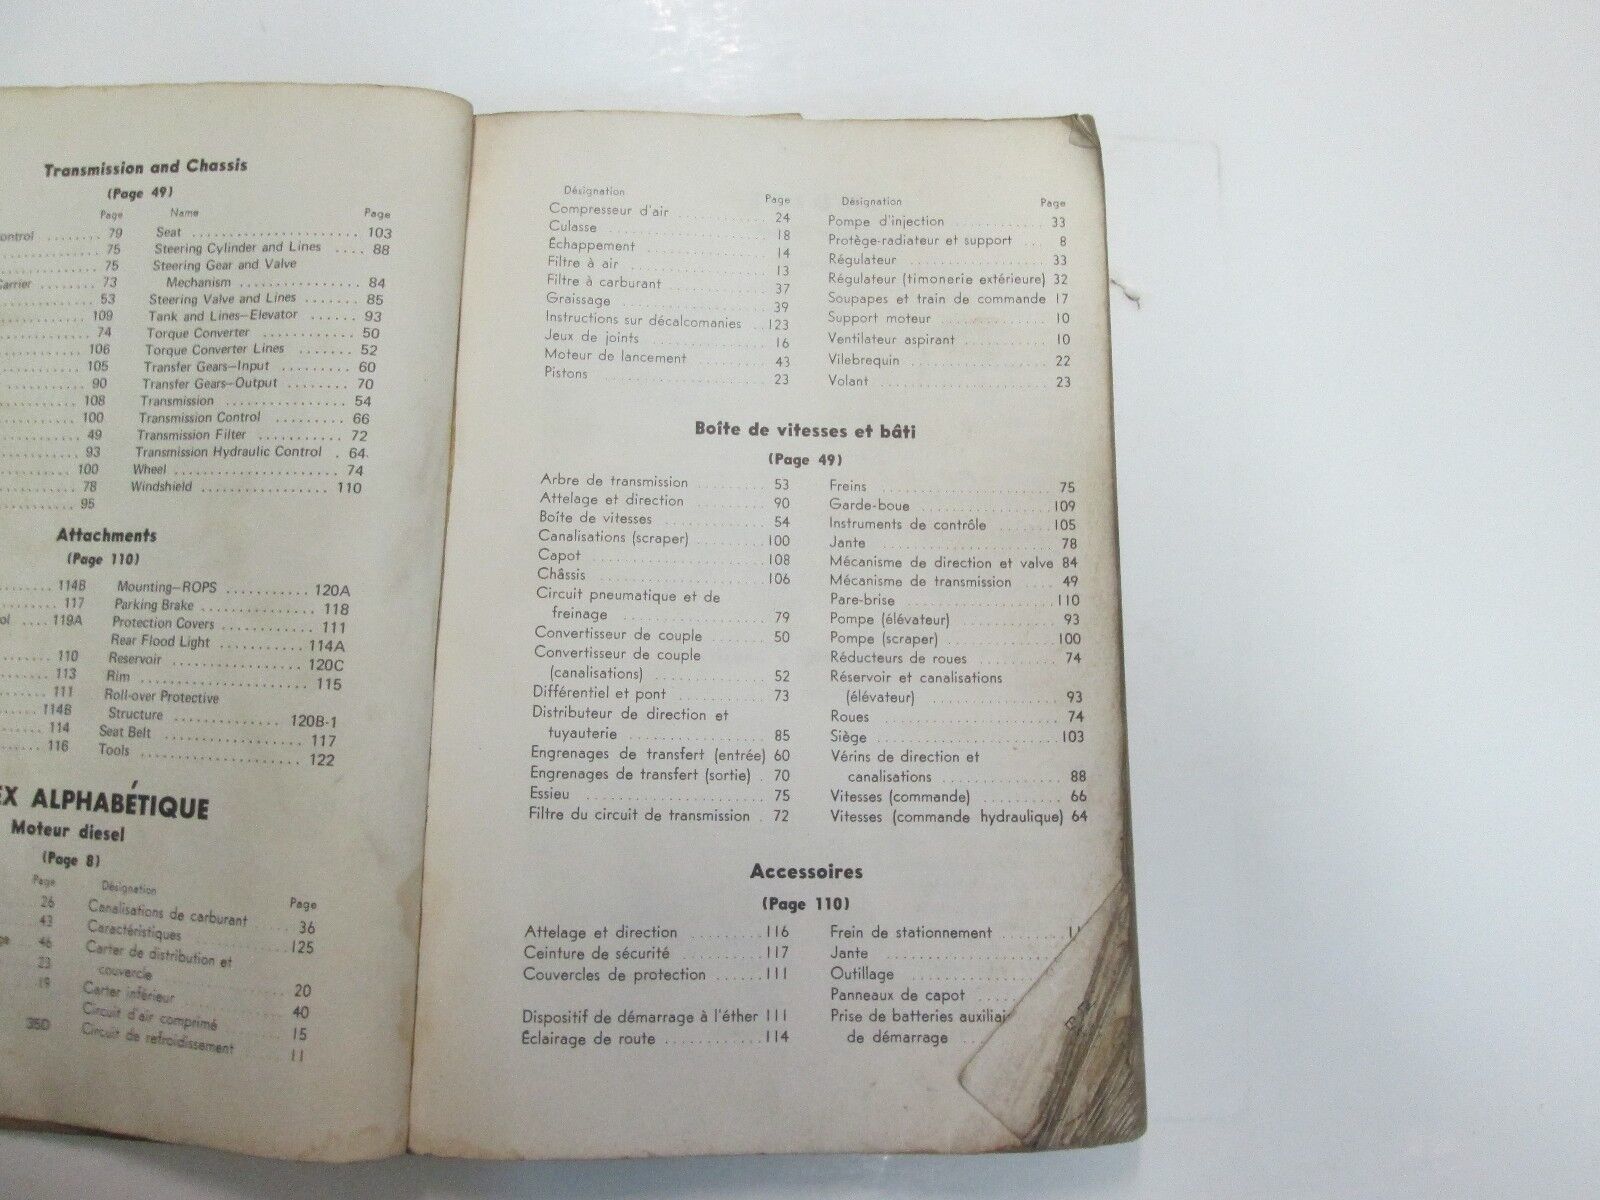 Transmission and Chassis
(Page 49)
Page
79
75
75
Carrier 73
53
109
74
106
105
90
108
100
49
93
100
78
95
Name Page
Seat 103
Steering Cylinder and Lines 88
Steering Gear and Valve
Mechanism 84
Steering Valve and Lines 85
Tank and Lines—Elevator 93
Torque Converter 50
Torque Converter Lines 52
Transfer Gears—Input 60
Transfer Gears—Output 70
Transmission 54
Transmission Control 66
Transmission Filter 72
Transmission Hydraulic Control 64
Wheel 74
Windshield 110
Attachments
(Page 110)
114B
117
119A
110
113
111
114B
114
116
Mounting—ROPS 120A
Parking Brake 118
Protection Covers 111
Rear Flood Light 114A
Reservoir 120C
Rim 115
Roll-over Protective
Structure 120B-1
Seat Belt 117
Tools 122
EX ALPHABÉTIQUE
Moteur diesel
(Page 8)
Page
26
43
46
23
19
35D
Désignation Page
Canalisations de carburant 36
Caractéristiques 125
Carter de distribution et
couvercle 20
Carter inférieur 40
Circuit d'air comprimé 15
Circuit de refroidissement 11
Désignation Page
Compresseur d'air 24
Culasse 18
Échappement 14
Filtre à air 13
Filtre à carburant 37
Graissage 39
Instructions sur décalcomanies 123
Jeux de joints 16
Moteur de lancement 43
Pistons 23
Désignation Page
Pompe d'injection 33
Protège-radiateur et support 8
Régulateur 33
Régulateur (timonerie extérieure) 32
Soupapes et train de commande 17
Support moteur 10
Ventilateur aspirant 10
Vilebrequin 22
Volant 23
Boîte de vitesses et bâti
(Page 49)
Arbre de transmission 53
Attelage et direction 90
Boîte de vitesses 54
Canalisations (scraper) 100
Capot 108
Châssis 106
Circuit pneumatique et de
freinage 79
Convertisseur de couple 50
Convertisseur de couple
(canalisations) 52
Différentiel et pont 73
Distributeur de direction et
tuyauterie 85
Engrenages de transfert (entrée) 60
Engrenages de transfert (sortie) 70
Essieu 75
Filtre du circuit de transmission 72
Freins 75
Garde-boue 109
Instruments de contrôle 105
Jante 78
Mécanisme de direction et valve 84
Mécanisme de transmission 49
Pare-brise 110
Pompe (élévateur) 93
Pompe (scraper) 100
Réducteurs de roues 74
Réservoir et canalisations
(élévateur) 93
Roues 74
Siège 103
Vérins de direction et
canalisations 88
Vitesses (commande) 66
Vitesses (commande hydraulique) 64
Accessoires
(Page 110)
Attelage et direction 116
Ceinture de sécurité 117
Couvercles de protection 111
Dispositif de démarrage à l'éther 111
Éclairage de route 114
Frein de stationnement
Jante
Outillage
Panneaux de capot
Prise de batteries auxiliai
de démarrage